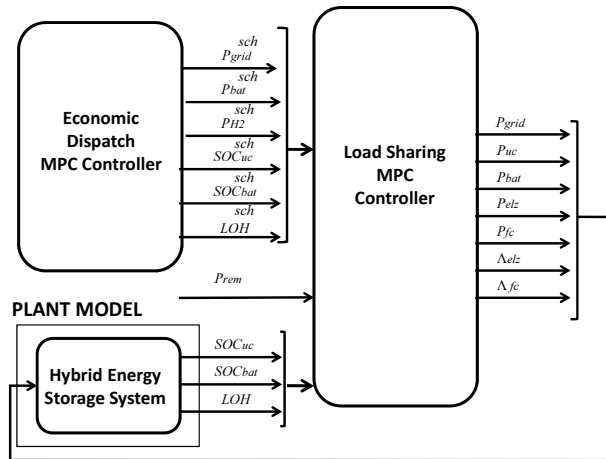 Economic
Dispatch
MPC Controller
sch
Pgrid
sch
Pbat
sch
PH2
sch
SOCuc
sch
SOCbat
sch
LOH
Load Sharing
MPC
Controller
Pgrid
Puc
Pbat
Pelz
Pfc
Λelz
Λfc
Prem
PLANT MODEL
Hybrid Energy
Storage System
SOCuc
SOCbat
LOH